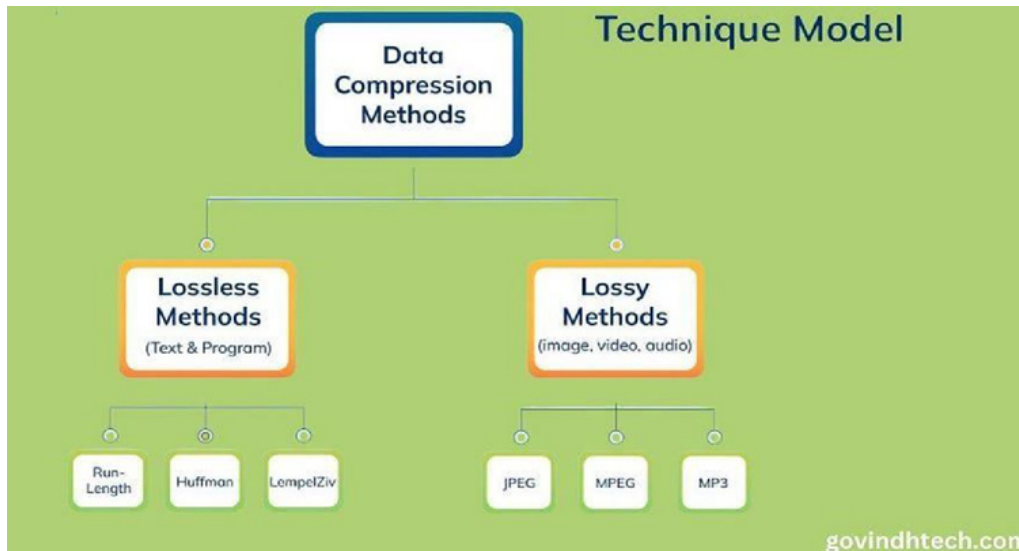 Technique Model
Data
Compression
Methods
Lossless
Methods
(Text & Program)
Lossy
Methods
(image, video, audio)
Run-
Length
Huffman
LempelZiv
JPEG
MPEG
MP3
govindhtech.com